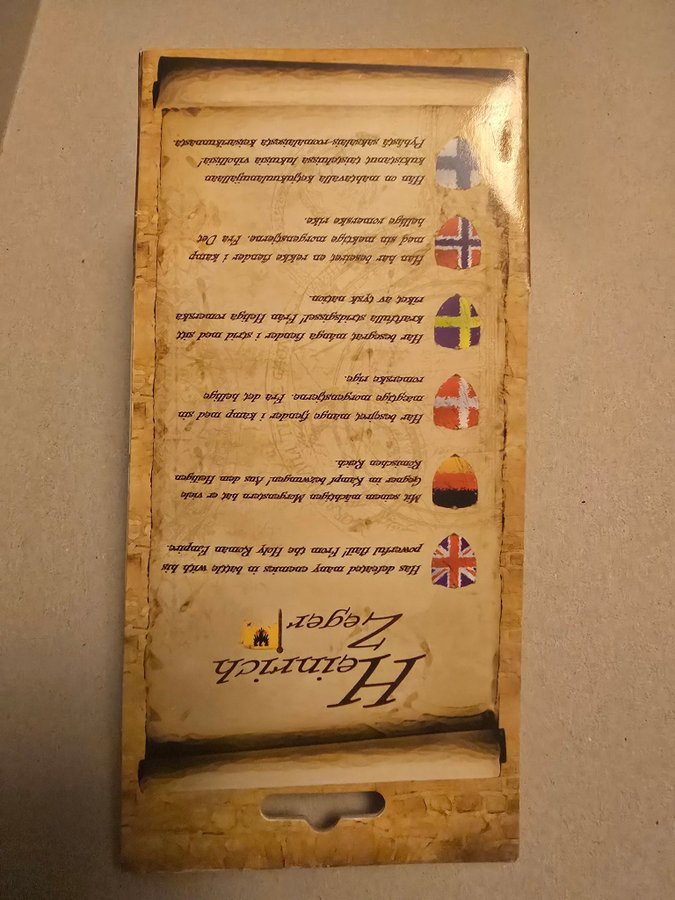 Heinrich
Zeger
Has defeated many enemies in battle with his
powerful flail! From the Holy Roman Empire.
Mit seinem mächtigen Morgenstern hat er viele
Gegner im Kampf bezwungen! Aus dem Heiligen
Römischen Reich.
Har besejret mange fjender i kamp med sin
mægtige morgenstjerne. Fra det hellige
romerske rige.
Har besegrat många fiender i strid med sitt
kraftfulla stridsgissel! Från Heliga romerska
riket av tysk nation.
Han har beseiret en rekke fiender i kamp
med sin mektige morgenstjerne. Fra Det
hellige romerske rike.
Hän on mahtavalla ketjukuulanuijallaan
kukistanut taisteluissa lukuisia vihollisia!
Pyhästä saksalais-roomalaisesta keisarikunnasta.